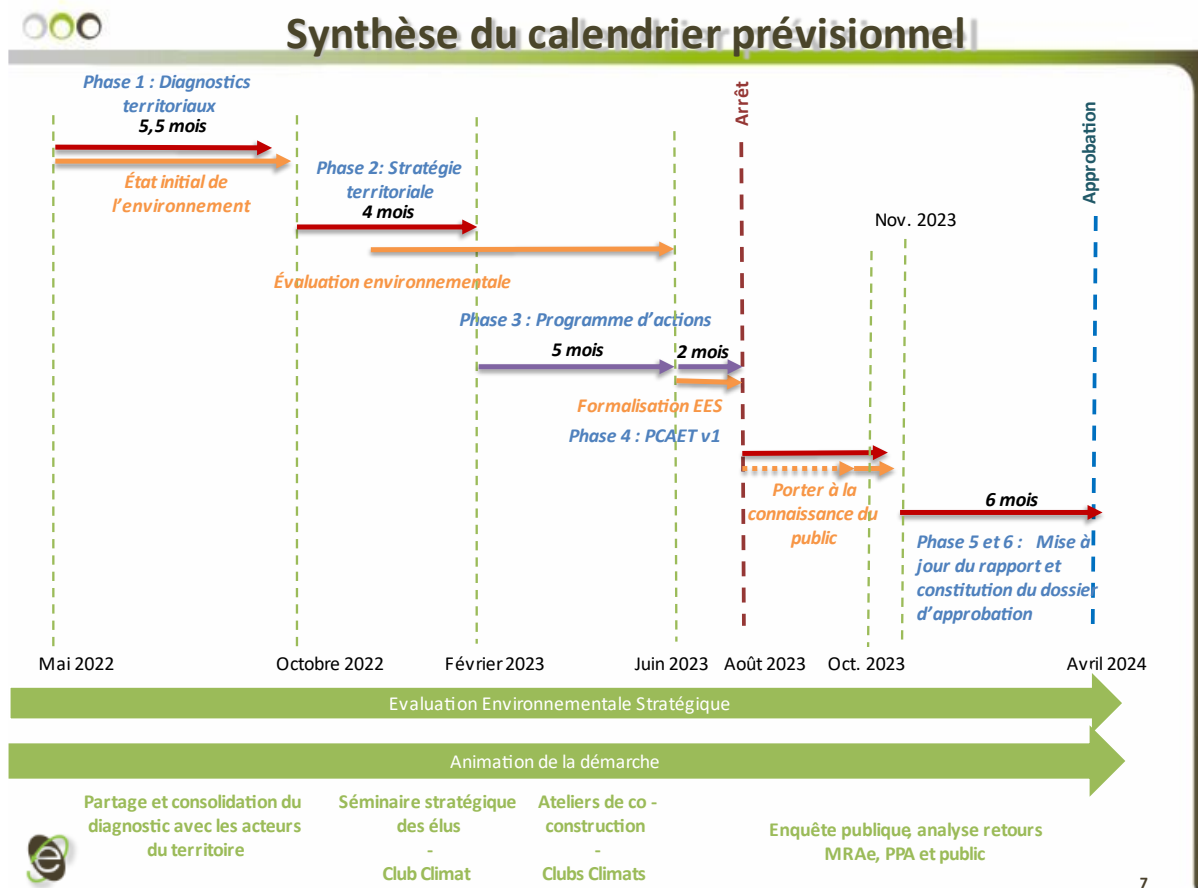 Synthèse du calendrier prévisionnel
Phase 1 : Diagnostics
territoriaux
5,5 mois
État initial de
l'environnement
Phase 2: Stratégie
territoriale
4 mois
Évaluation environnementale
Phase 3 : Programme d'actions
5 mois
2 mois
Formalisation EES
Phase 4 : PCAET v1
Arrêt
Porter à la
connaissance du
public
Nov. 2023
Approbation
6 mois
Phase 5 et 6 : Mise à
jour du rapport et
constitution du dossier
d'approbation
Mai 2022
Octobre 2022
Février 2023
Juin 2023
Août 2023
Oct. 2023
Avril 2024
Evaluation Environnementale Stratégique
Animation de la démarche
Partage et consolidation du
diagnostic avec les acteurs
du territoire
Séminaire stratégique
des élus
-
Club Climat
Ateliers de co -
construction
-
Clubs Climats
Enquête publique, analyse retours
MRAe, PPA et public
7